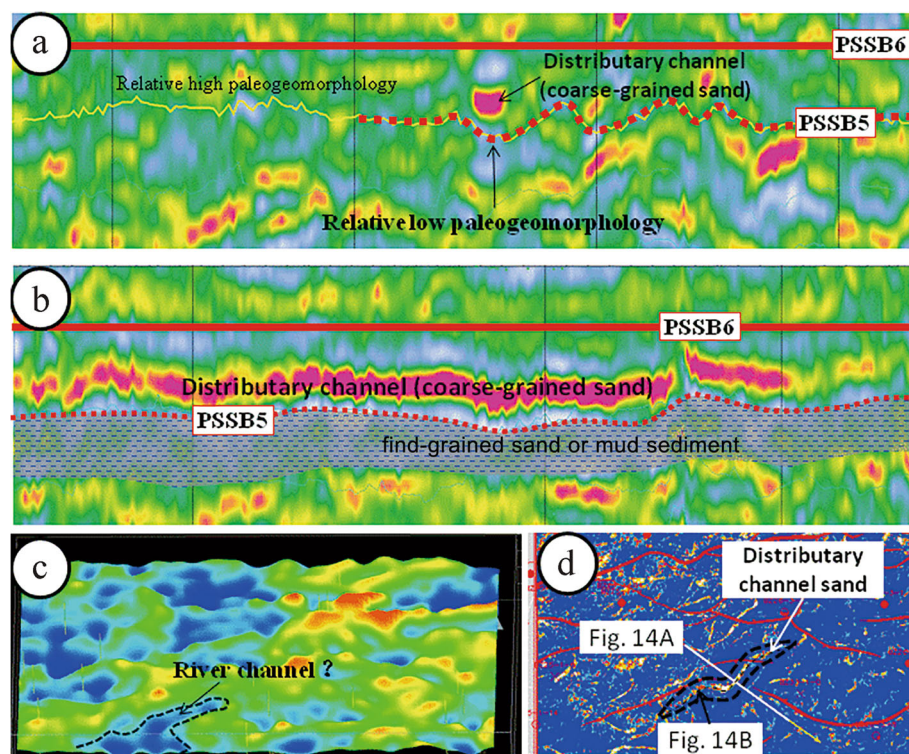 a
PSSB6
Distributary channel
(coarse-grained sand)
Relative high paleogeomorphology
PSSB5
Relative low paleogeomorphology
b
PSSB6
Distributary channel (coarse-grained sand)
PSSB5
find-grained sand or mud sediment
c
River channel ?
d
Distributary
channel sand
Fig. 14A
Fig. 14B